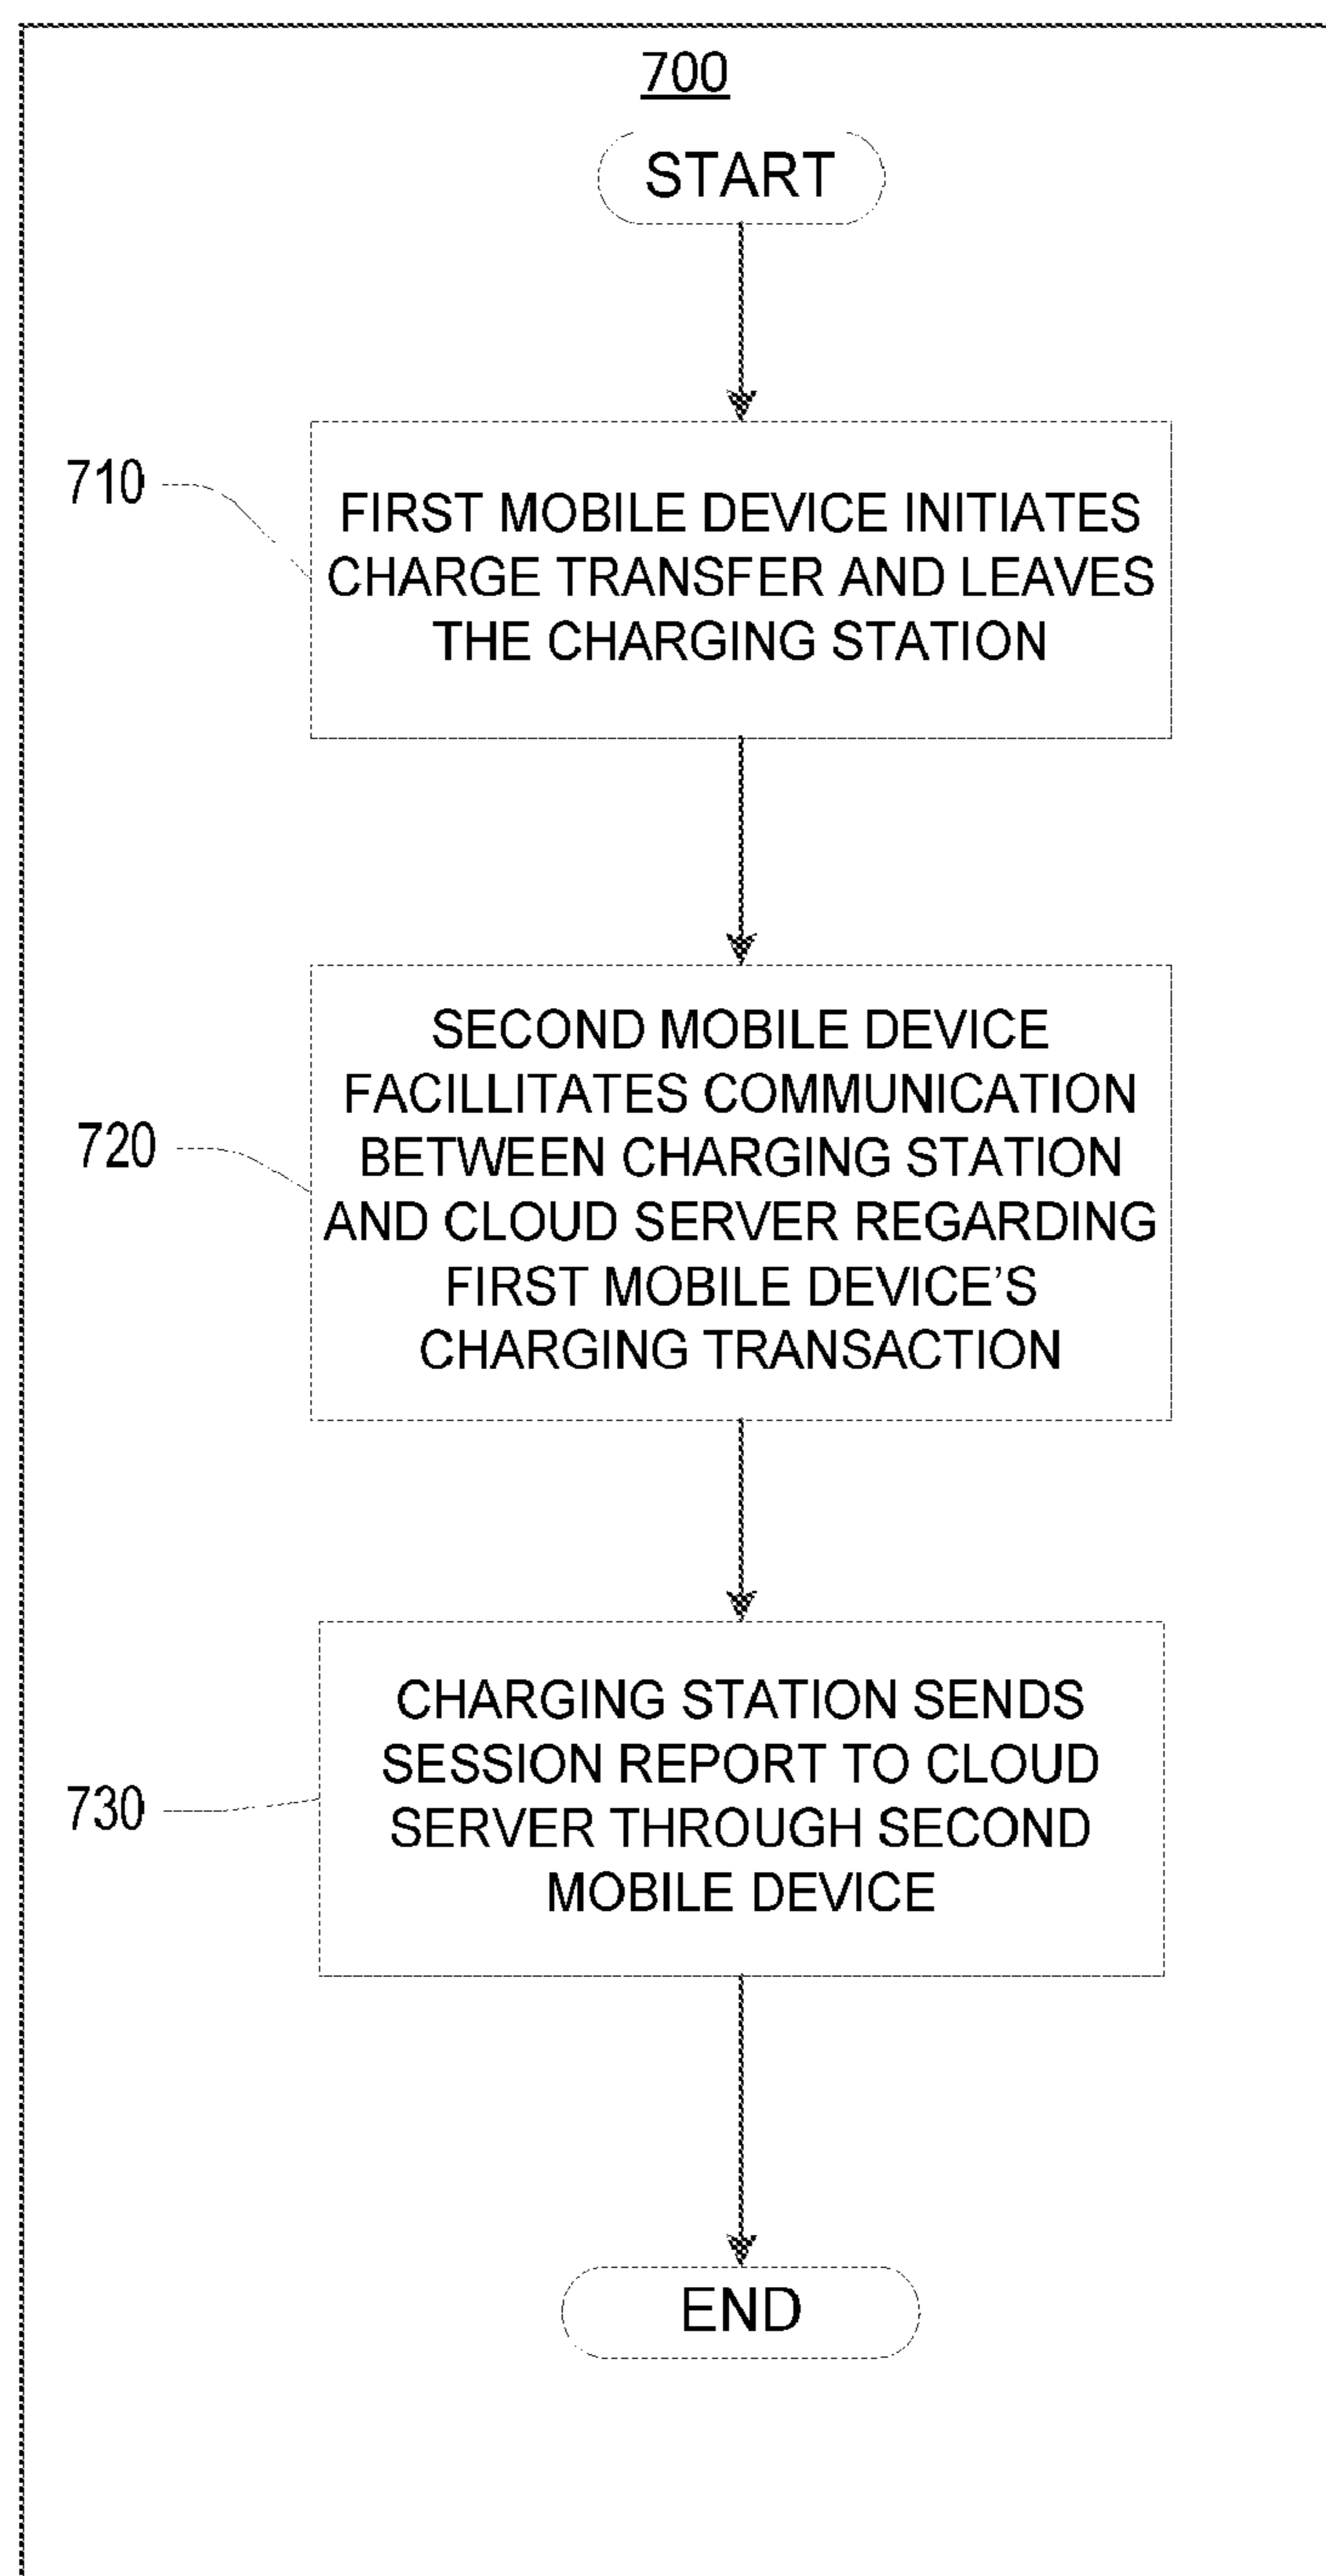 700
START
710
FIRST MOBILE DEVICE INITIATES
CHARGE TRANSFER AND LEAVES
THE CHARGING STATION
720
SECOND MOBILE DEVICE
FACILLITATES COMMUNICATION
BETWEEN CHARGING STATION
AND CLOUD SERVER REGARDING
FIRST MOBILE DEVICE’S
CHARGING TRANSACTION
730
CHARGING STATION SENDS
SESSION REPORT TO CLOUD
SERVER THROUGH SECOND
MOBILE DEVICE
END